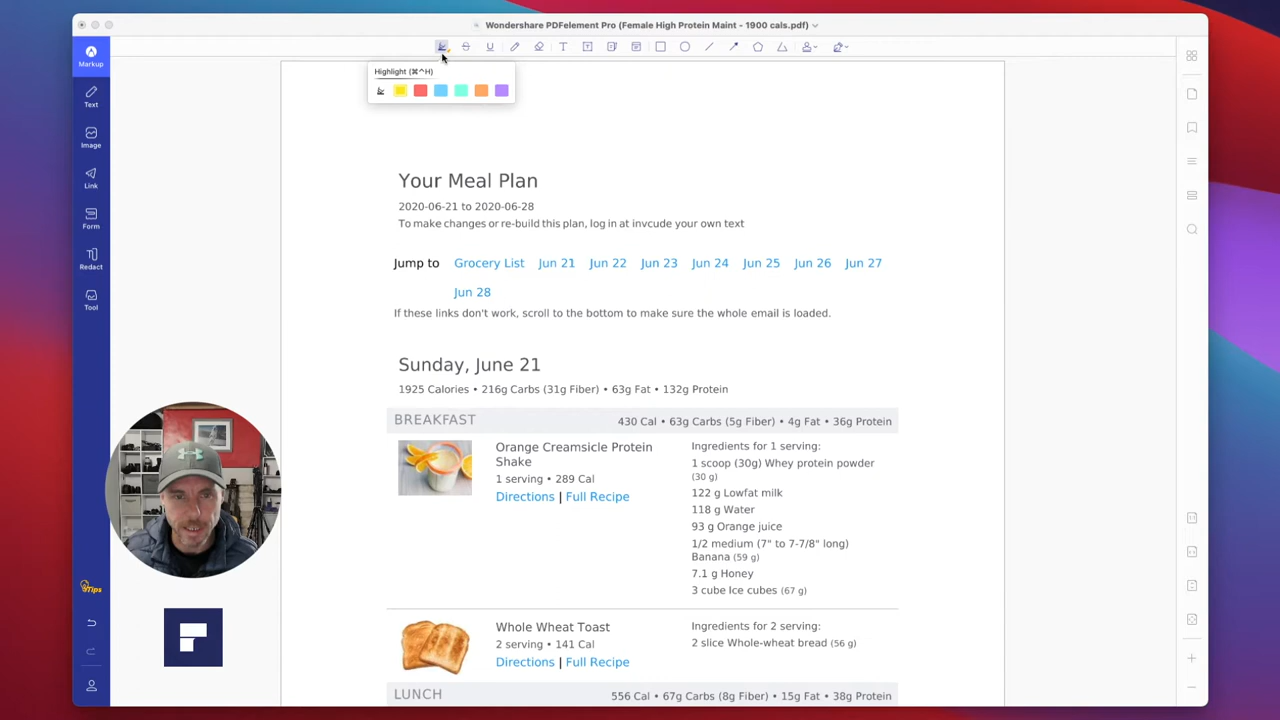 Wondershare PDFelement Pro (Female High Protein Maint - 1900 cals.pdf)
Markup
Text
Image
Link
Form
Redact
Tool
Tips
Highlight (⌘^H)
Your Meal Plan
2020-06-21 to 2020-06-28
To make changes or re-build this plan, log in at invcude your own text
Jump to Grocery List Jun 21 Jun 22 Jun 23 Jun 24 Jun 25 Jun 26 Jun 27
Jun 28
If these links don't work, scroll to the bottom to make sure the whole email is loaded.
Sunday, June 21
1925 Calories • 216g Carbs (31g Fiber) • 63g Fat • 132g Protein
BREAKFAST 430 Cal • 63g Carbs (5g Fiber) • 4g Fat • 36g Protein
Orange Creamsicle Protein
Shake
1 serving • 289 Cal
Directions | Full Recipe
Ingredients for 1 serving:
1 scoop (30g) Whey protein powder
(30 g)
122 g Lowfat milk
118 g Water
93 g Orange juice
1/2 medium (7" to 7-7/8" long)
Banana (59 g)
7.1 g Honey
3 cube Ice cubes (67 g)
Whole Wheat Toast
2 serving • 141 Cal
Directions | Full Recipe
Ingredients for 2 serving:
2 slice Whole-wheat bread (56 g)
LUNCH 556 Cal • 67g Carbs (8g Fiber) • 15g Fat • 38g Protein